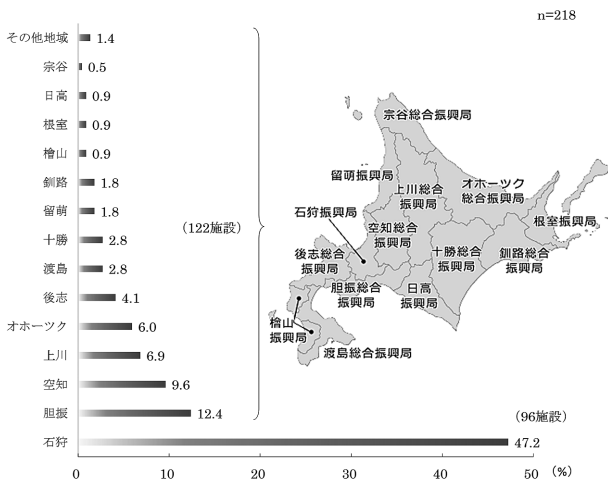 n=218
その他地域 1.4
宗谷 0.5
日高 0.9
根室 0.9
檜山 0.9
釧路 1.8
留萌 1.8
十勝 2.8
渡島 2.8
後志 4.1
オホーツク 6.0
上川 6.9
空知 9.6
胆振 12.4
石狩 47.2
(122施設)
(96施設)
0 10 20 30 40 50 (%)
宗谷総合振興局
留萌振興局
上川総合
振興局
オホーツク
総合振興局
石狩振興局
空知総合
振興局
根室振興局
後志総合
振興局
十勝総合
振興局
釧路総合
振興局
胆振総合
振興局
日高
振興局
檜山
振興局
渡島総合振興局